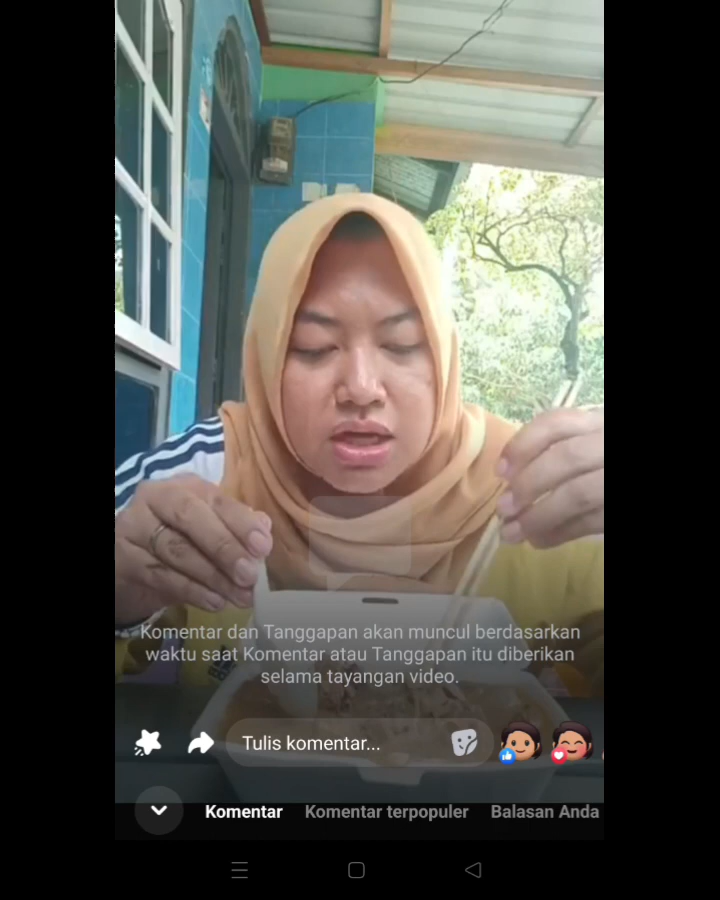 Komentar dan Tanggapan akan muncul berdasarkan
waktu saat Komentar atau Tanggapan itu diberikan
selama tayangan video.
Tulis komentar...
Komentar Komentar terpopuler Balasan Anda